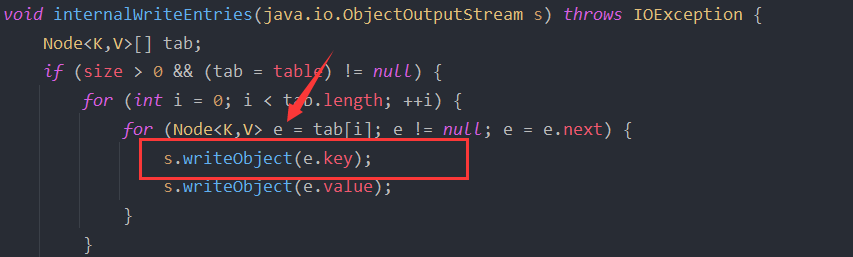 void internalWriteEntries(java.io.ObjectOutputStream s) throws IOException {
    Node<K,V>[] tab;
    if (size > 0 && (tab = table) != null) {
        for (int i = 0; i < tab.length; ++i) {
            for (Node<K,V> e = tab[i]; e != null; e = e.next) {
                s.writeObject(e.key);
                s.writeObject(e.value);
            }
        }